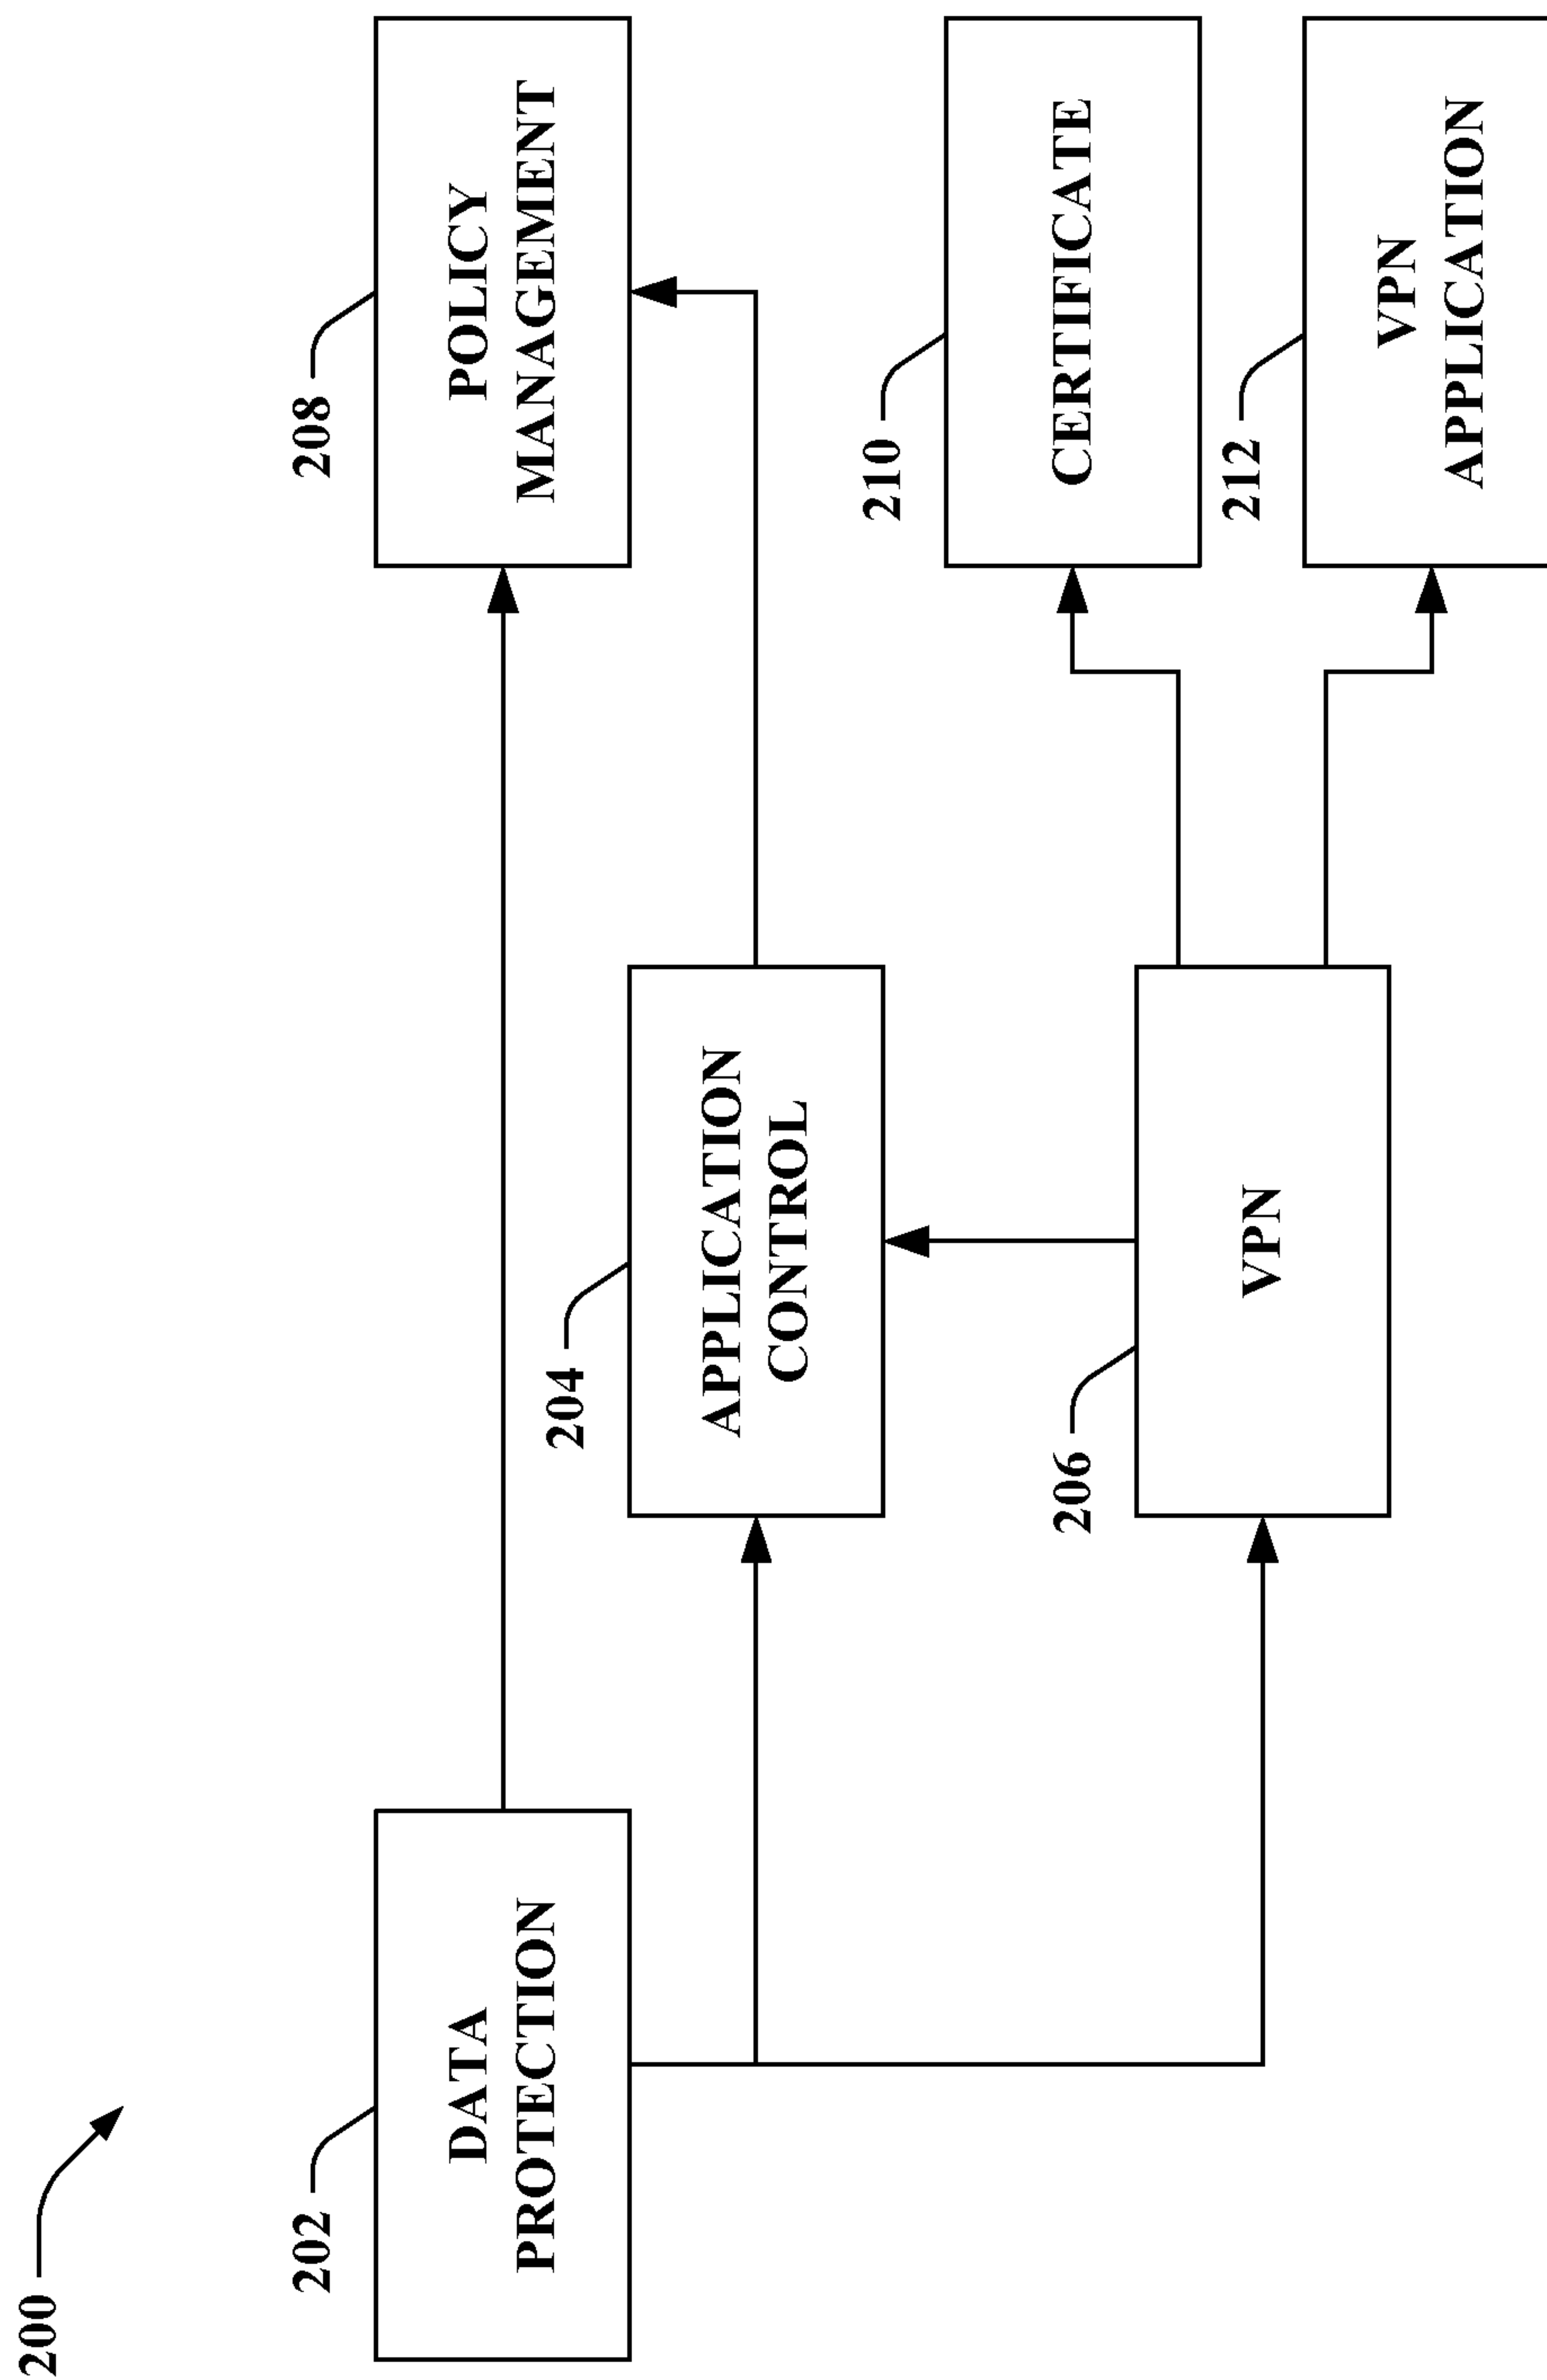 200
202
DATA
PROTECTION
208
POLICY
MANAGEMENT
204
APPLICATION
CONTROL
206
VPN
210
CERTIFICATE
212
VPN
APPLICATION